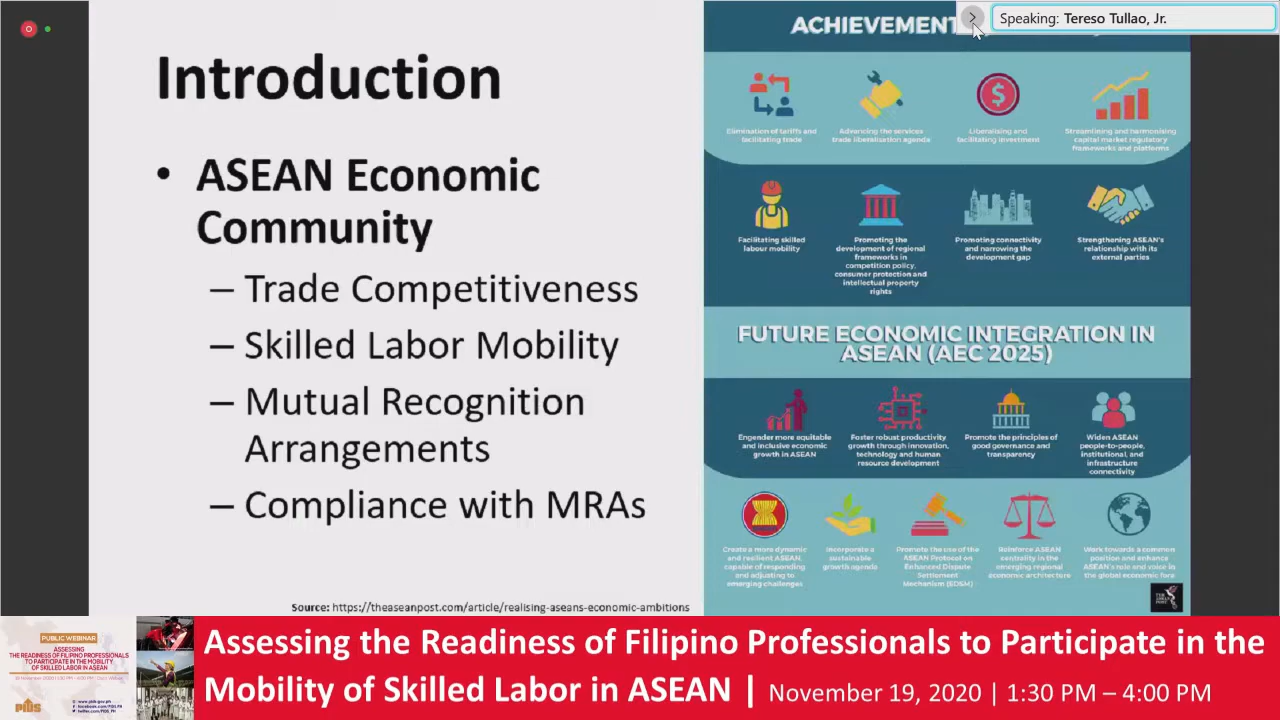 Speaking: Tereso Tullao, Jr.
Introduction
• ASEAN Economic
Community
– Trade Competitiveness
– Skilled Labor Mobility
– Mutual Recognition
Arrangements
– Compliance with MRAs
Source: https://theaseanpost.com/article/realising-aseans-economic-ambitions
ACHIEVEMENT
Elimination of tariffs and
facilitating trade
Advancing the services
trade liberalisation agenda
Liberalising and
facilitating investment
Streamlining and harmonising
capital market regulatory
frameworks and platforms
Facilitating skilled
labour mobility
Promoting the
development of regional
frameworks in
competition policy,
consumer protection and
intellectual property
rights
Promoting connectivity
and narrowing the
development gap
Strengthening ASEAN's
relationship with its
external parties
FUTURE ECONOMIC INTEGRATION IN
ASEAN (AEC 2025)
Engender more equitable
and inclusive economic
growth in ASEAN
Foster robust productivity
growth through innovation,
technology and human
resource development
Promote the principles of
good governance and
transparency
Widen ASEAN
people-to-people,
institutional, and
infrastructure
connectivity
Create a more dynamic
and resilient ASEAN,
capable of responding
and adjusting to
emerging challenges
Incorporate a
sustainable
growth agenda
Promote the use of the
ASEAN Protocol on
Enhanced Dispute
Settlement
Mechanism (EDSM)
Reinforce ASEAN
centrality in the
emerging regional
economic architecture
Work towards a common
position and enhance
ASEAN's role and voice in
the global economic fora
PUBLIC WEBINAR
ASSESSING
THE READINESS OF FILIPINO PROFESSIONALS
TO PARTICIPATE IN THE MOBILITY
OF SKILLED LABOR IN ASEAN
PIDS
Assessing the Readiness of Filipino Professionals to Participate in the
Mobility of Skilled Labor in ASEAN | November 19, 2020 | 1:30 PM – 4:00 PM